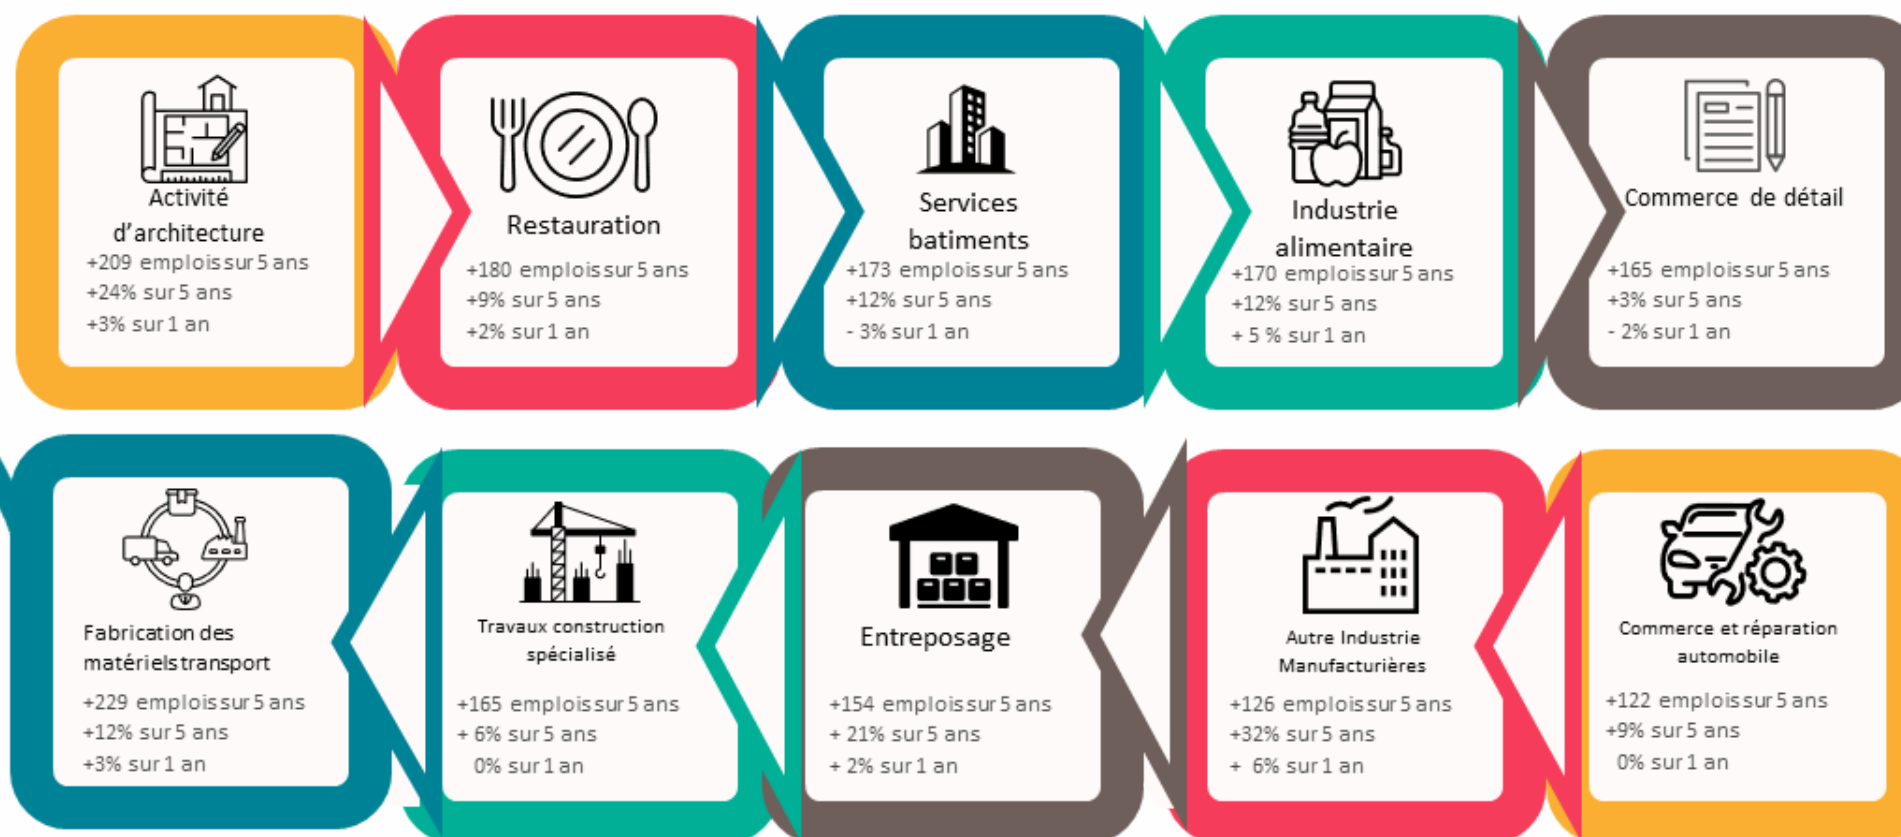 Activité
d'architecture
+209 emplois sur 5 ans
+24% sur 5 ans
+3% sur 1 an
Restauration
+180 emplois sur 5 ans
+9% sur 5 ans
+2% sur 1 an
Services
batiments
+173 emplois sur 5 ans
+12% sur 5 ans
- 3% sur 1 an
Industrie
alimentaire
+170 emplois sur 5 ans
+12% sur 5 ans
+ 5 % sur 1 an
Commerce de détail
+165 emplois sur 5 ans
+3% sur 5 ans
- 2% sur 1 an
Fabrication des
matériels transport
+229 emplois sur 5 ans
+12% sur 5 ans
+3% sur 1 an
Travaux construction
spécialisé
+165 emplois sur 5 ans
+ 6% sur 5 ans
0% sur 1 an
Entreposage
+154 emplois sur 5 ans
+ 21% sur 5 ans
+ 2% sur 1 an
Autre Industrie
Manufacturières
+126 emplois sur 5 ans
+32% sur 5 ans
+ 6% sur 1 an
Commerce et réparation
automobile
+122 emplois sur 5 ans
+9% sur 5 ans
0% sur 1 an